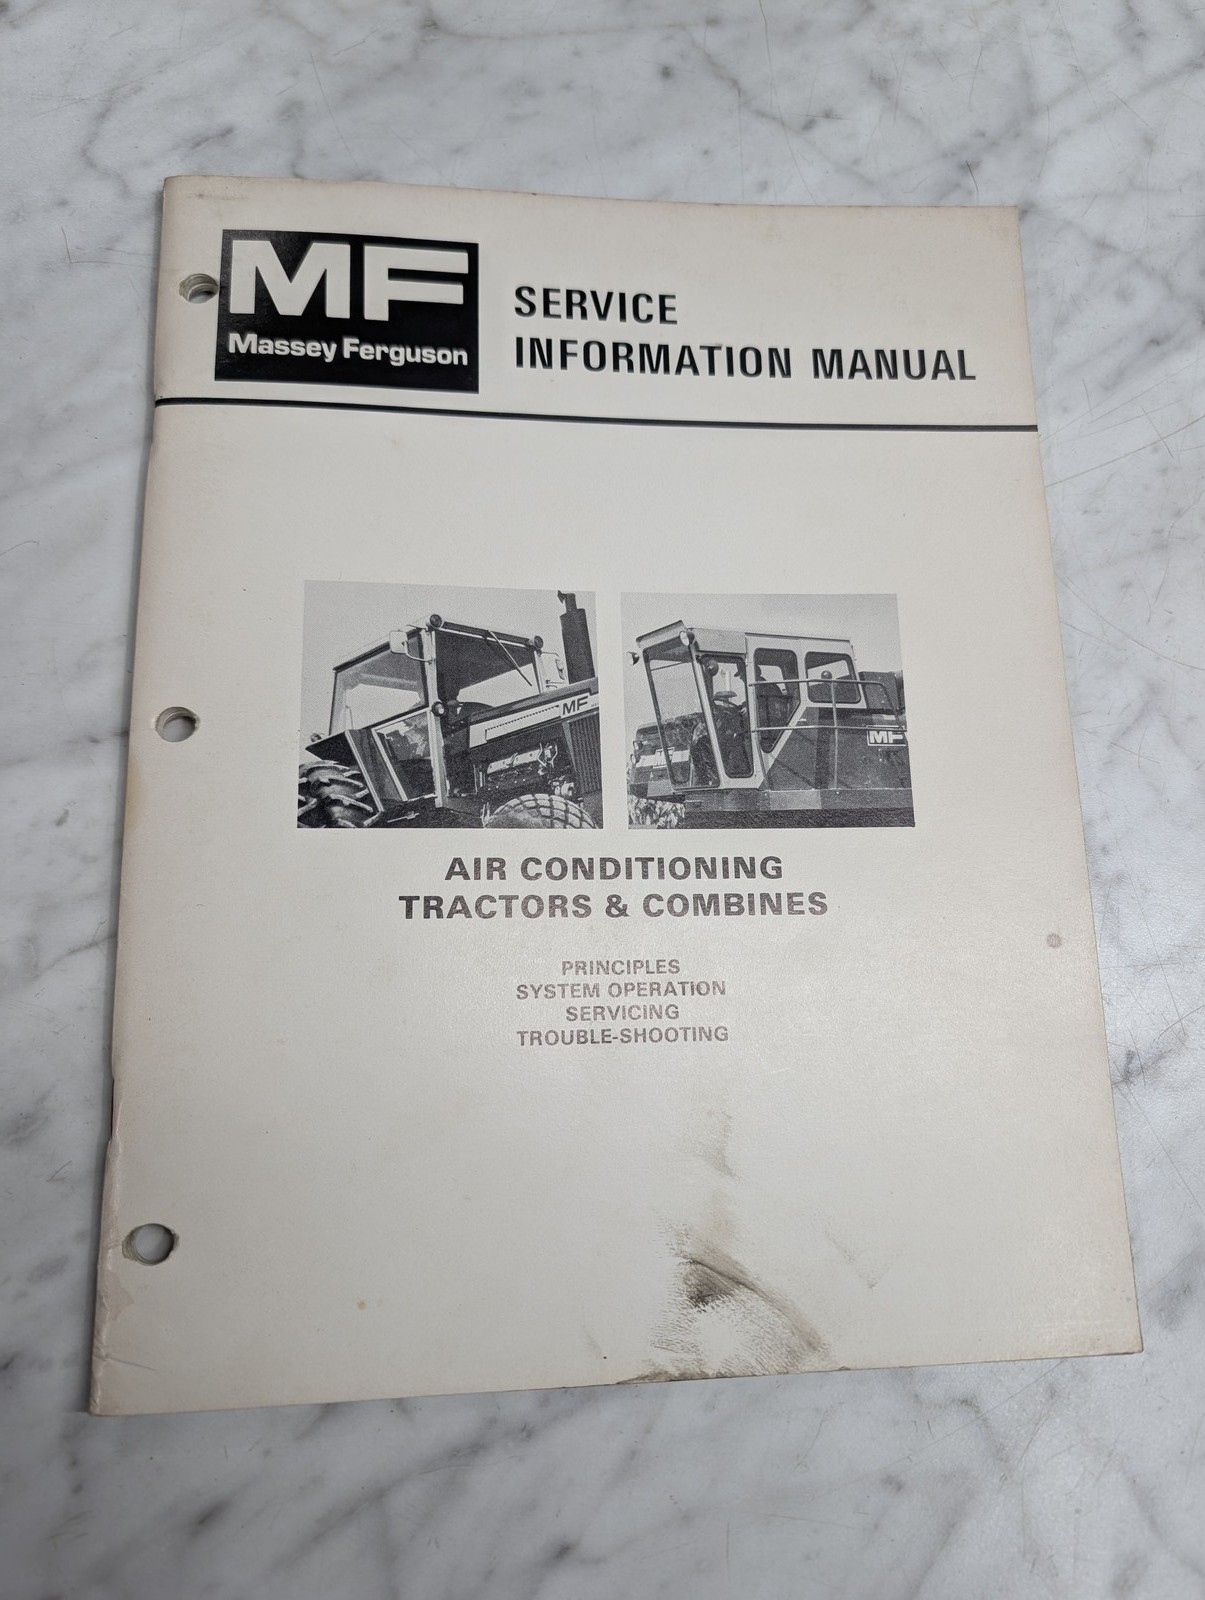 MF
Massey Ferguson
SERVICE
INFORMATION MANUAL
MF
MF
AIR CONDITIONING
TRACTORS & COMBINES
PRINCIPLES
SYSTEM OPERATION
SERVICING
TROUBLE-SHOOTING